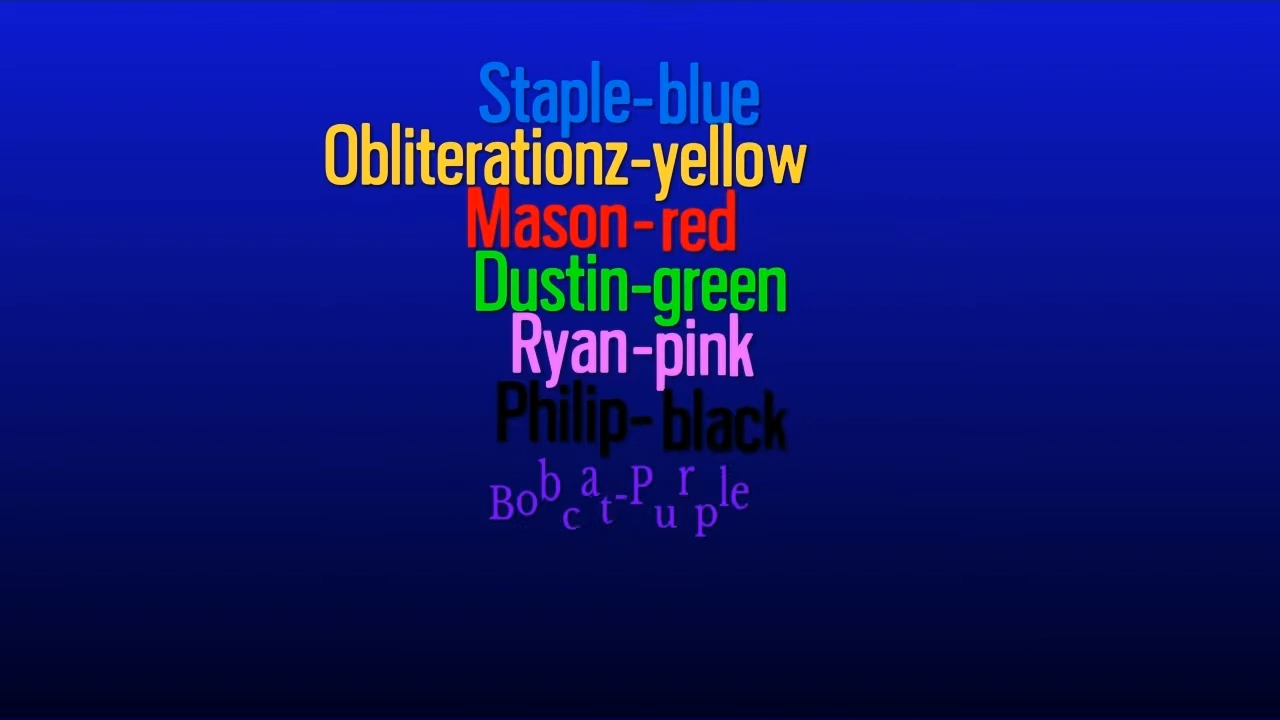 Staple-blue
Obliterationz-yellow
Mason-red
Dustin-green
Ryan-pink
Philip-black
Bobcat-Purple